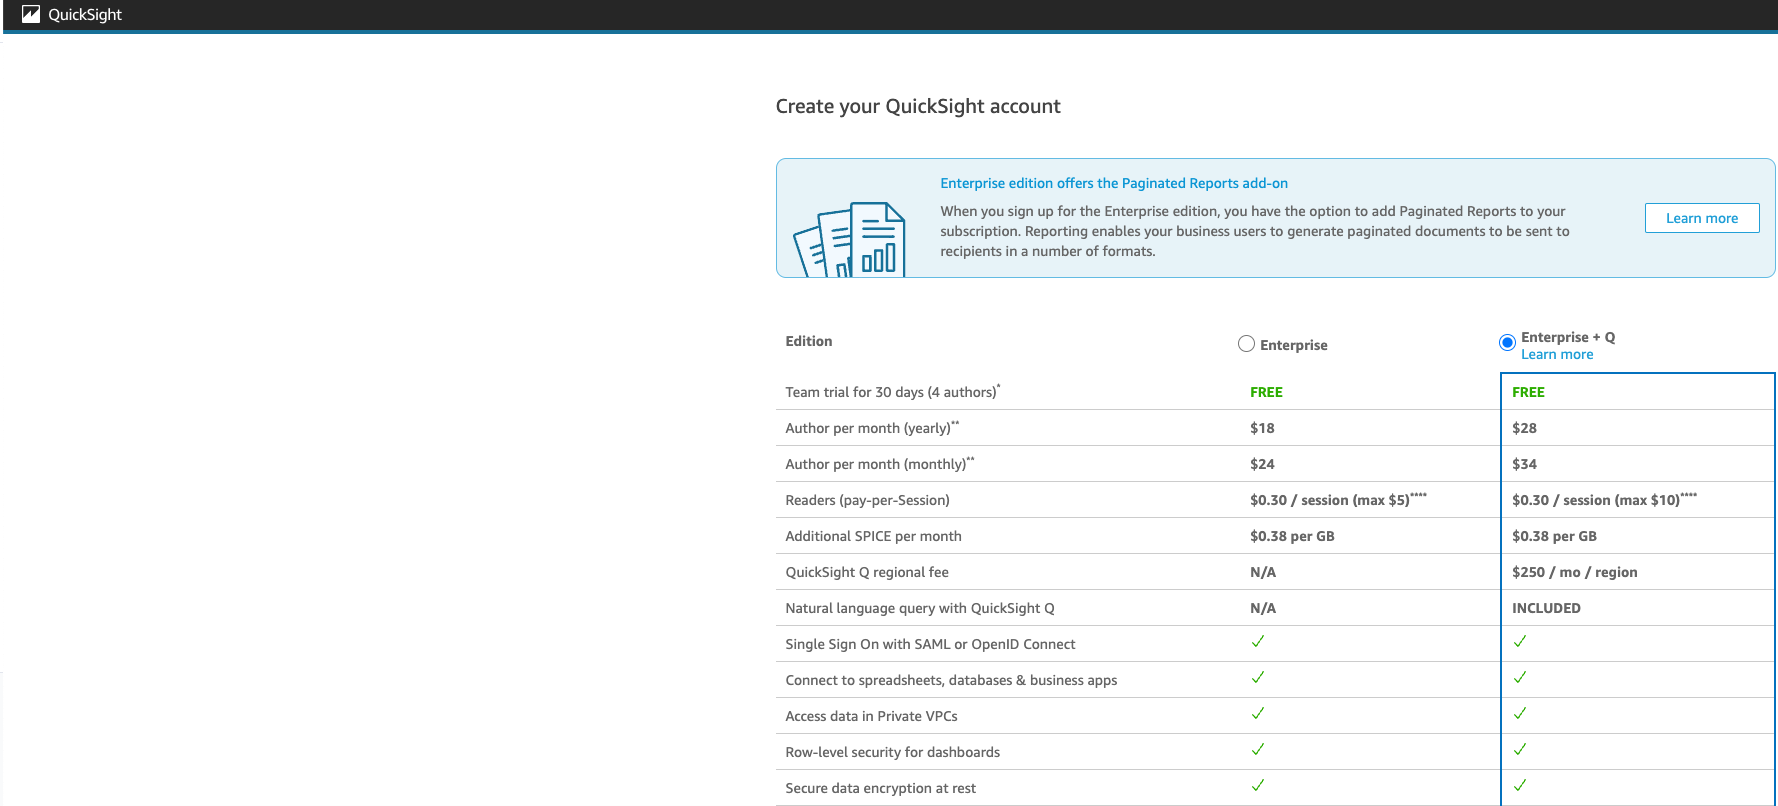 QuickSight
Create your QuickSight account
Enterprise edition offers the Paginated Reports add-on
When you sign up for the Enterprise edition, you have the option to add Paginated Reports to your
subscription. Reporting enables your business users to generate paginated documents to be sent to
recipients in a number of formats.
Learn more
Edition Enterprise Enterprise + Q
Learn more
Team trial for 30 days (4 authors)* FREE FREE
Author per month (yearly)** $18 $28
Author per month (monthly)** $24 $34
Readers (pay-per-Session) $0.30 / session (max $5)**** $0.30 / session (max $10)****
Additional SPICE per month $0.38 per GB $0.38 per GB
QuickSight Q regional fee N/A $250 / mo / region
Natural language query with QuickSight Q N/A INCLUDED
Single Sign On with SAML or OpenID Connect ✓ ✓
Connect to spreadsheets, databases & business apps ✓ ✓
Access data in Private VPCs ✓ ✓
Row-level security for dashboards ✓ ✓
Secure data encryption at rest ✓ ✓